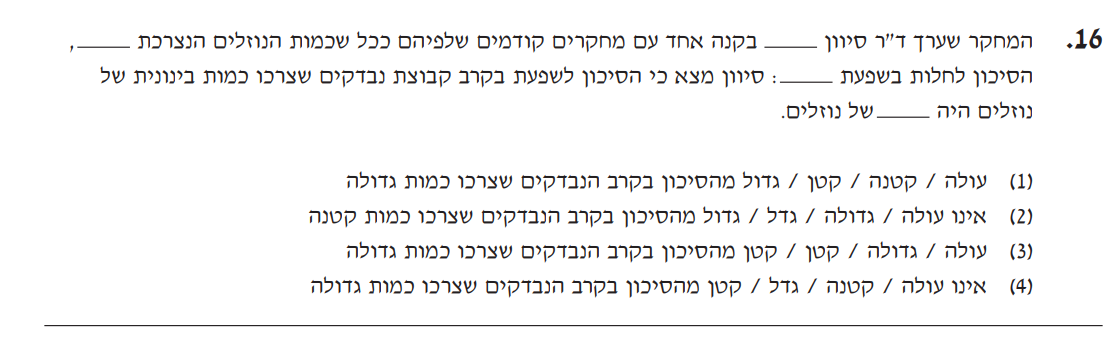 16. המחקר שערך ד"ר סיוון _____ בקנה אחד עם מחקרים קודמים שלפיהם ככל שכמות הנוזלים הנצרכת _____,
הסיכון לחלות בשפעת _____: סיוון מצא כי הסיכון לשפעת בקרב קבוצת נבדקים שצרכו כמות בינונית של
נוזלים היה _____ של נוזלים.
(1) עולה / קטנה / קטן / גדול מהסיכון בקרב הנבדקים שצרכו כמות גדולה
(2) אינו עולה / גדולה / גדל / גדול מהסיכון בקרב הנבדקים שצרכו כמות קטנה
(3) עולה / גדולה / קטן / קטן מהסיכון בקרב הנבדקים שצרכו כמות גדולה
(4) אינו עולה / קטנה / גדל / קטן מהסיכון בקרב הנבדקים שצרכו כמות גדולה